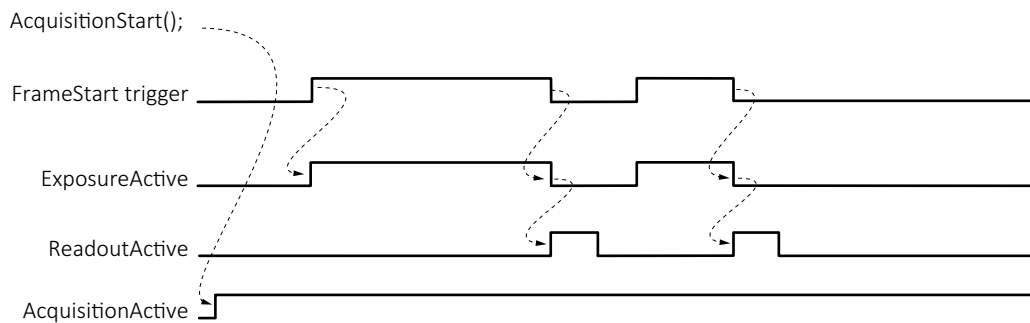 AcquisitionStart();
FrameStart trigger
ExposureActive
ReadoutActive
AcquisitionActive